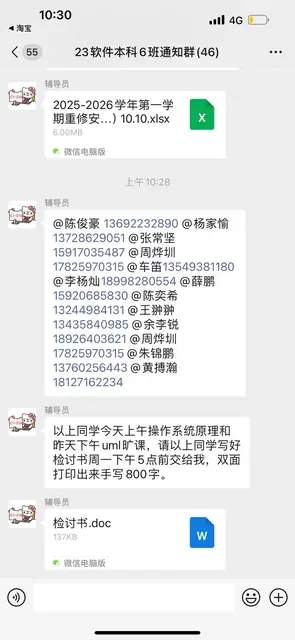 10:30
4G
淘宝
55
23软件本科6班通知群(46)
辅导员
2025-2026学年第一学
期重修安...) 10.10.xlsx
6.00MB
X
微信电脑版
上午10:28
辅导员
@陈俊豪 13692232890 @杨家愉
13728629051 @张常坚
15917035487 @周烨圳
17825970315 @车笛13549381180
@李杨灿18998280554 @薛鹏
15920685830 @陈奕希
13244984131 @王翀翀
13435840985 @余李锐
18926403621 @周烨圳
17825970315 @朱锦鹏
13760256443 @黄搏瀚
18127162234
辅导员
以上同学今天上午操作系统原理和
昨天下午uml旷课，请以上同学写好
检讨书周一下午5点前交给我，双面
打印出来手写800字。
辅导员
检讨书.doc
137KB
W
微信电脑版